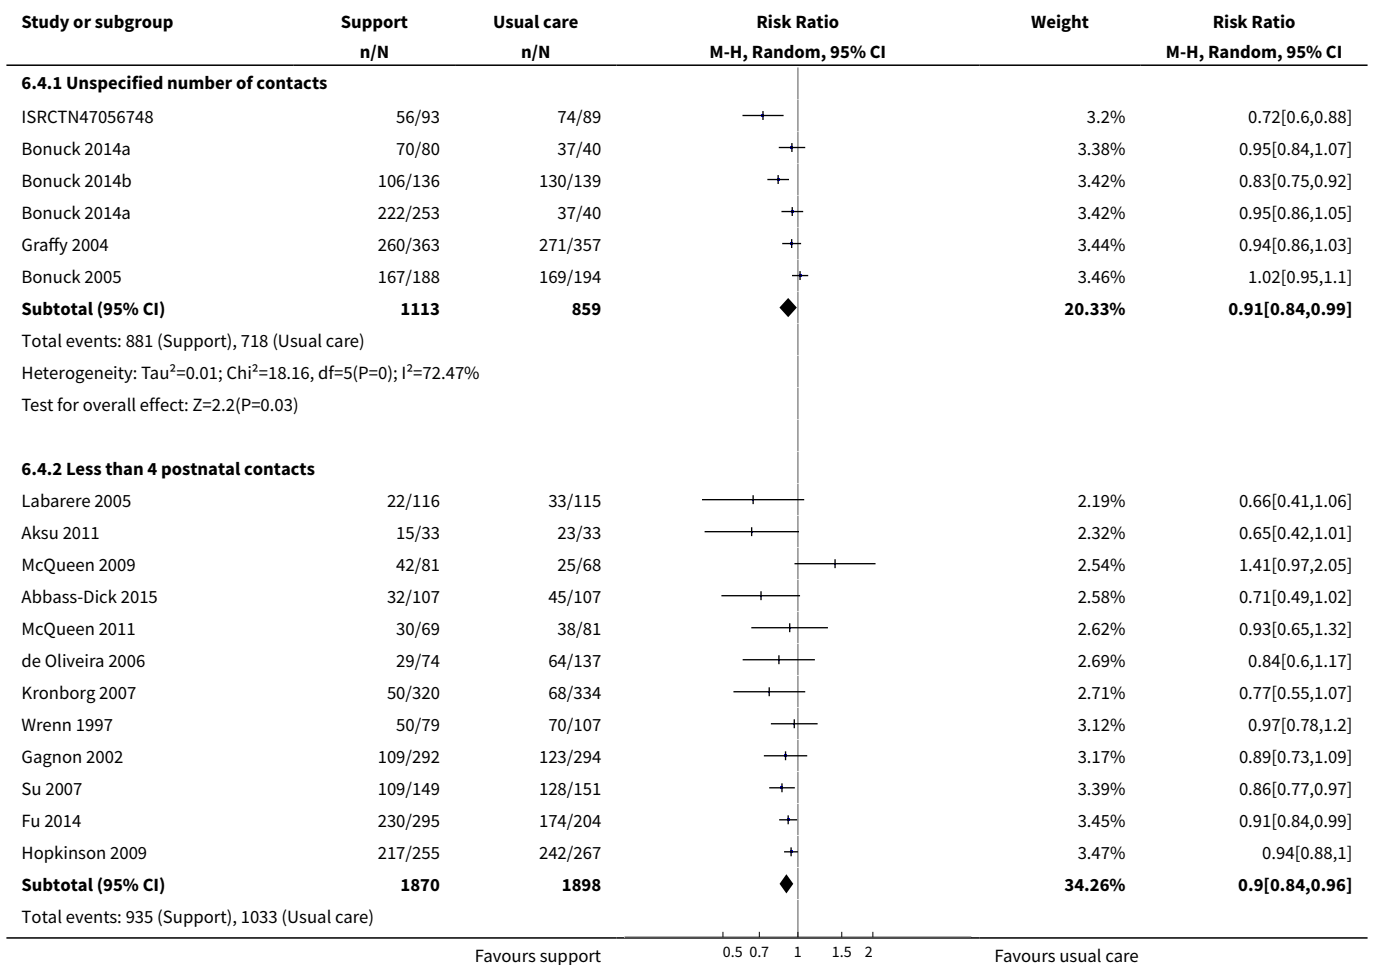 Study or subgroup Support Usual care Risk Ratio Weight Risk Ratio
n/N n/N M-H, Random, 95% CI M-H, Random, 95% CI
6.4.1 Unspecified number of contacts
ISRCTN47056748 56/93 74/89 3.2% 0.72[0.6,0.88]
Bonuck 2014a 70/80 37/40 3.38% 0.95[0.84,1.07]
Bonuck 2014b 106/136 130/139 3.42% 0.83[0.75,0.92]
Bonuck 2014a 222/253 37/40 3.42% 0.95[0.86,1.05]
Graffy 2004 260/363 271/357 3.44% 0.94[0.86,1.03]
Bonuck 2005 167/188 169/194 3.46% 1.02[0.95,1.1]
Subtotal (95% CI) 1113 859 20.33% 0.91[0.84,0.99]
Total events: 881 (Support), 718 (Usual care)
Heterogeneity: Tau²=0.01; Chi²=18.16, df=5(P=0); I²=72.47%
Test for overall effect: Z=2.2(P=0.03)
6.4.2 Less than 4 postnatal contacts
Labarere 2005 22/116 33/115 2.19% 0.66[0.41,1.06]
Aksu 2011 15/33 23/33 2.32% 0.65[0.42,1.01]
McQueen 2009 42/81 25/68 2.54% 1.41[0.97,2.05]
Abbass-Dick 2015 32/107 45/107 2.58% 0.71[0.49,1.02]
McQueen 2011 30/69 38/81 2.62% 0.93[0.65,1.32]
de Oliveira 2006 29/74 64/137 2.69% 0.84[0.6,1.17]
Kronborg 2007 50/320 68/334 2.71% 0.77[0.55,1.07]
Wrenn 1997 50/79 70/107 3.12% 0.97[0.78,1.2]
Gagnon 2002 109/292 123/294 3.17% 0.89[0.73,1.09]
Su 2007 109/149 128/151 3.39% 0.86[0.77,0.97]
Fu 2014 230/295 174/204 3.45% 0.91[0.84,0.99]
Hopkinson 2009 217/255 242/267 3.47% 0.94[0.88,1]
Subtotal (95% CI) 1870 1898 34.26% 0.9[0.84,0.96]
Total events: 935 (Support), 1033 (Usual care)
Favours support 0.5 0.7 1 1.5 2 Favours usual care